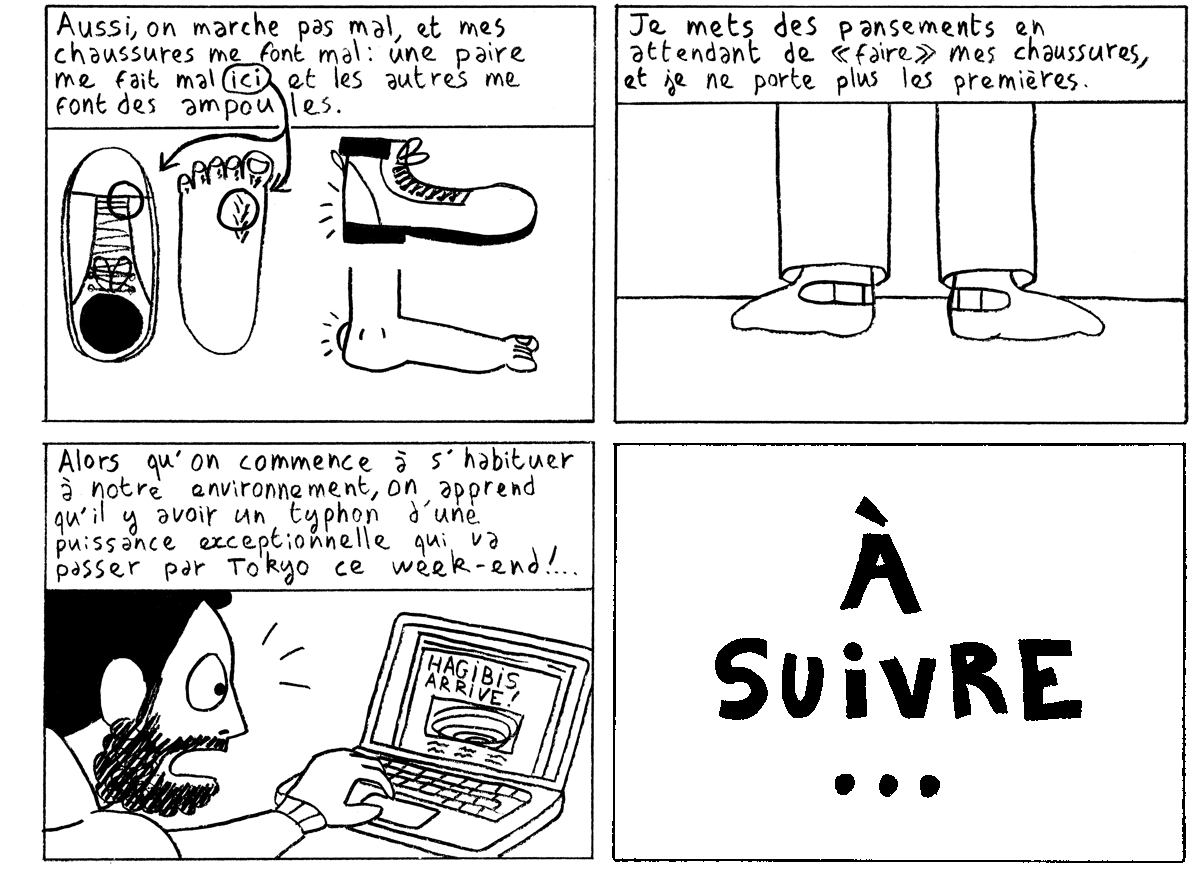 Aussi, on marche pas mal, et mes
chaussures me font mal : une paire
me fait mal ici et les autres me
font des ampoules.
Je mets des pansements en
attendant de «faire» mes chaussures,
et je ne porte plus les premières.
Alors qu'on commence à s'habituer
à notre environnement, on apprend
qu'il y avoir un typhon d'une
puissance exceptionnelle qui va
passer par Tokyo ce week-end!...
HAGIBIS
ARRIVE!
À
SUiVRE
...